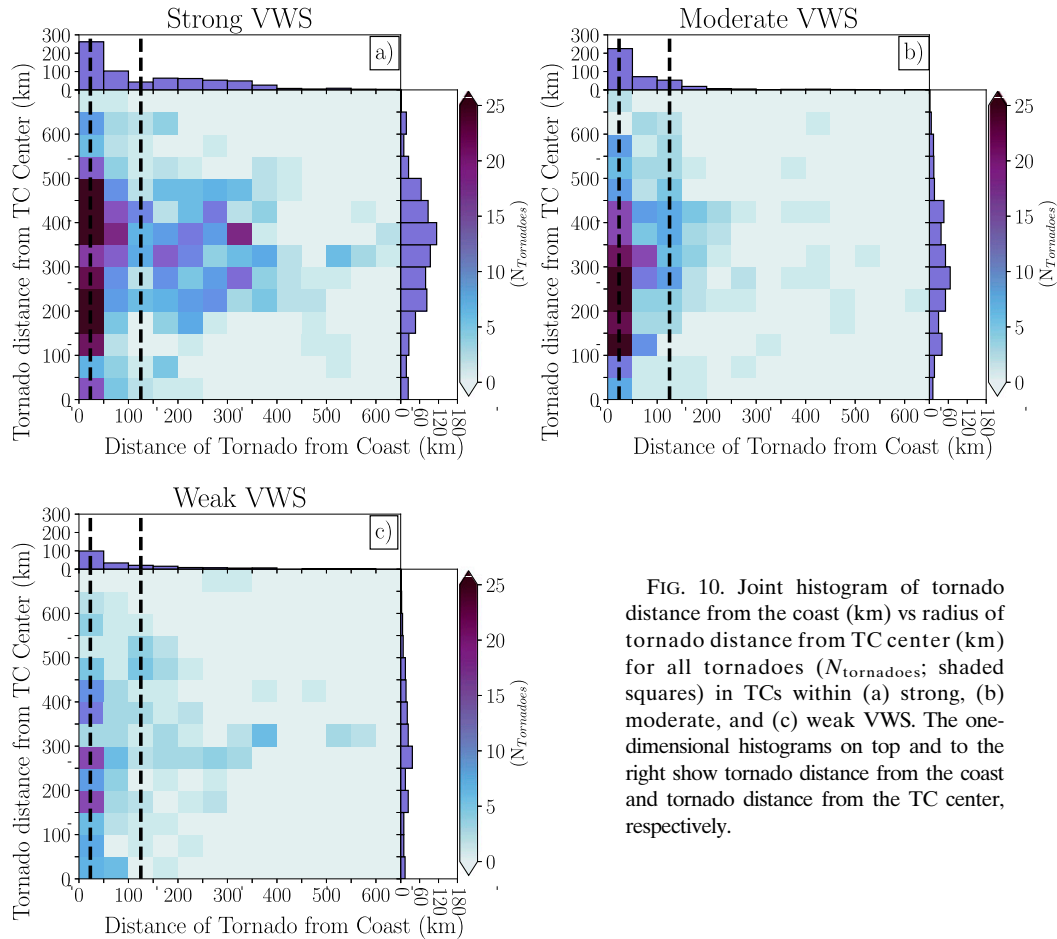 Strong VWS
a)
300
200
100
0
Tornado distance from TC Center (km)
600
500
400
300
200
100
0
0 100 200 300 400 500 600
0 60 120 180
Distance of Tornado from Coast (km)
25
20
15
10
5
0
(N_Tornadoes)
Moderate VWS
b)
300
200
100
0
Tornado distance from TC Center (km)
600
500
400
300
200
100
0
0 100 200 300 400 500 600
0 60 120 180
Distance of Tornado from Coast (km)
25
20
15
10
5
0
(N_Tornadoes)
Weak VWS
c)
300
200
100
0
Tornado distance from TC Center (km)
600
500
400
300
200
100
0
0 100 200 300 400 500 600
0 60 120 180
Distance of Tornado from Coast (km)
25
20
15
10
5
0
(N_Tornadoes)
FIG. 10. Joint histogram of tornado
distance from the coast (km) vs radius of
tornado distance from TC center (km)
for all tornadoes (N_tornadoes; shaded
squares) in TCs within (a) strong, (b)
moderate, and (c) weak VWS. The one-
dimensional histograms on top and to the
right show tornado distance from the coast
and tornado distance from the TC center,
respectively.